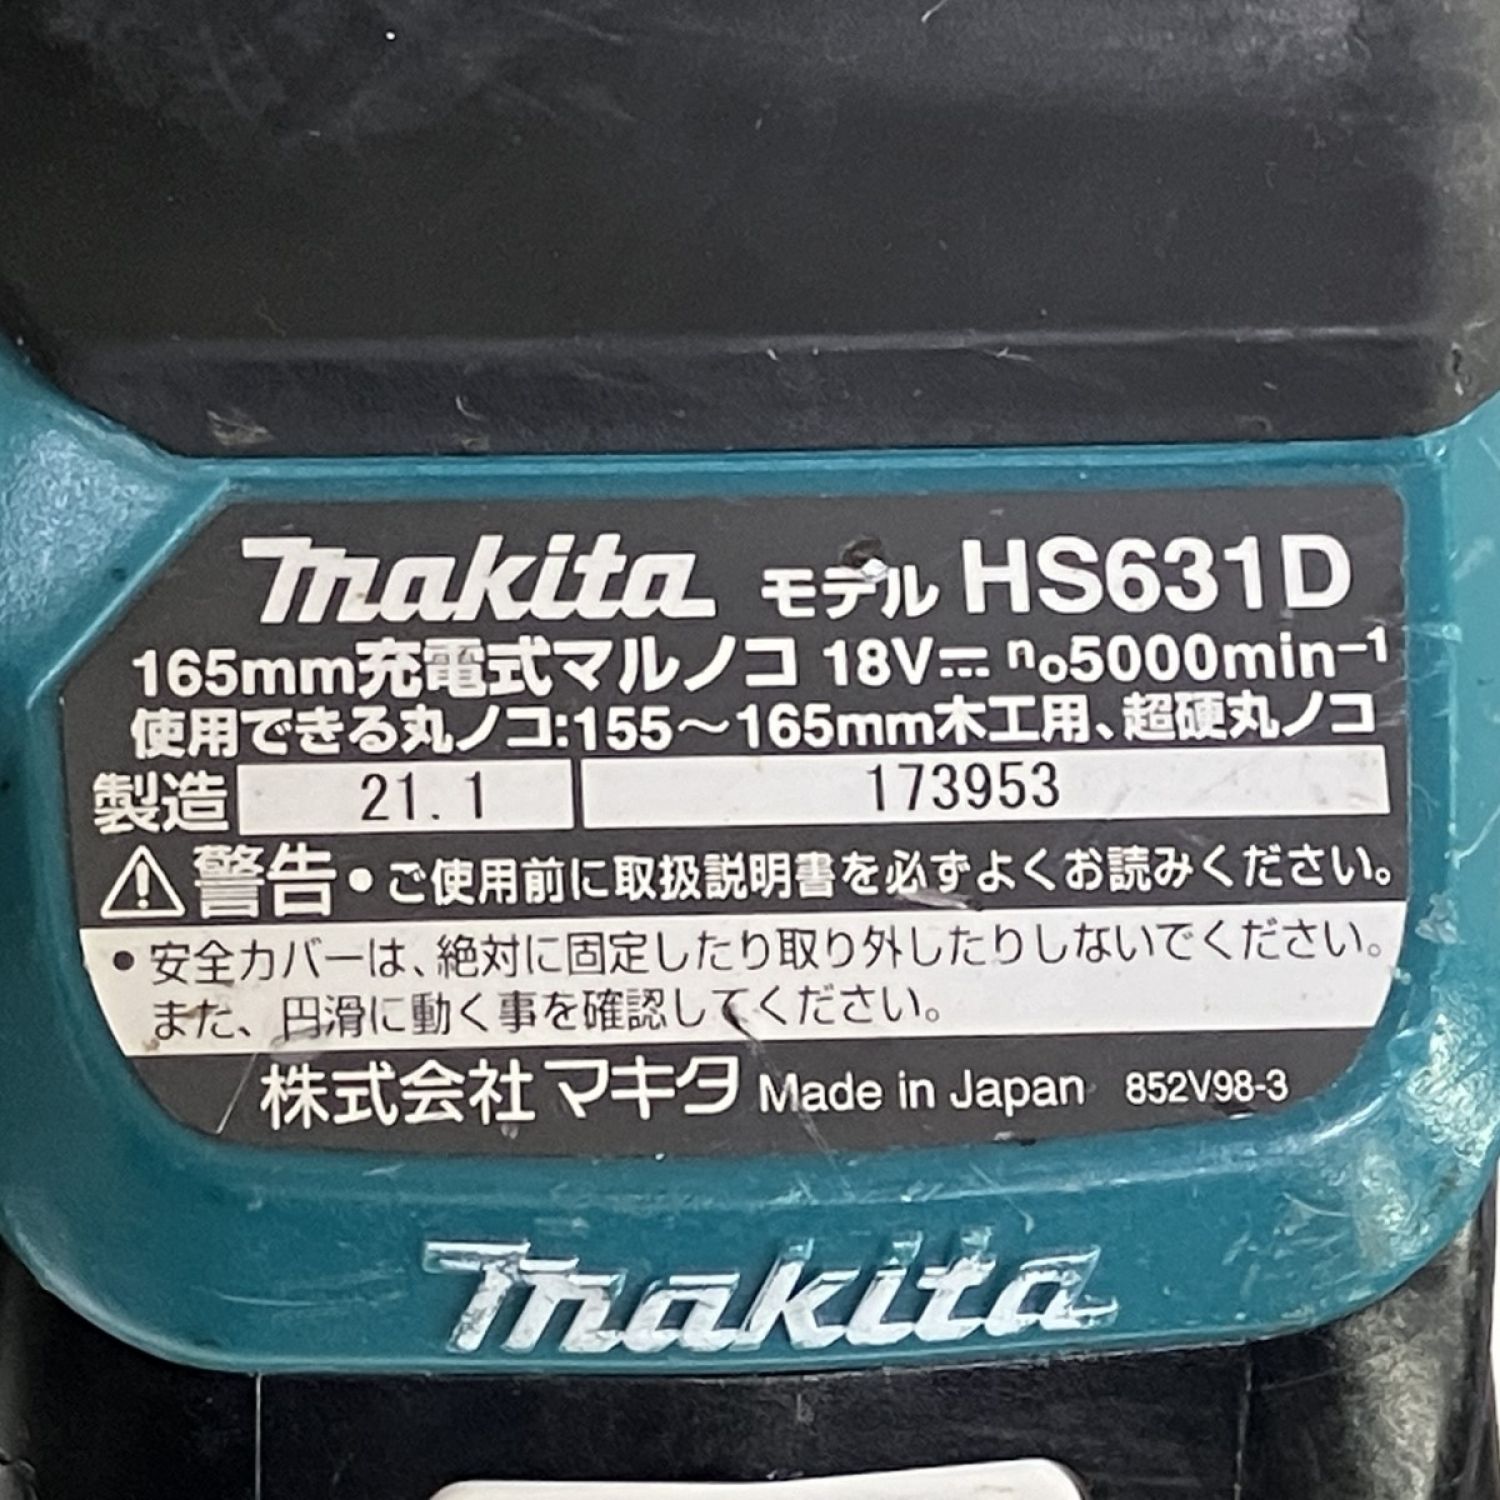 makita モデル HS631D
165mm充電式マルノコ 18V⎓ n₀5000min⁻¹
使用できる丸ノコ:155～165mm木工用、超硬丸ノコ
製造 21.1 173953
⚠警告・ご使用前に取扱説明書を必ずよくお読みください。
・安全カバーは、絶対に固定したり取り外したりしないでください。
また、円滑に動く事を確認してください。
株式会社マキタ Made in Japan 852V98-3
makita